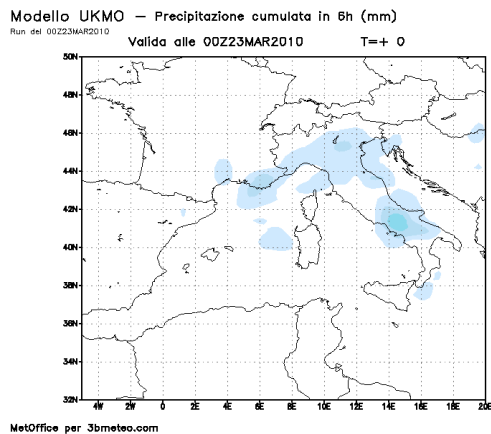 Modello UKMO – Precipitazione cumulata in 6h (mm)
Run del 00Z23MAR2010
Valida alle 00Z23MAR2010 T=+ 0
50N
48N
46N
44N
42N
40N
38N
36N
34N
32N
4W 2W 0 2E 4E 6E 8E 10E 12E 14E 16E 18E 20E
MetOffice per 3bmeteo.com